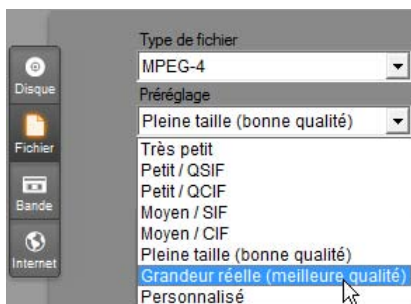 Type de fichier
MPEG-4
Préréglage
Pleine taille (bonne qualité)
Très petit
Petit / QSIF
Petit / QCIF
Moyen / SIF
Moyen / CIF
Pleine taille (bonne qualité)
Grandeur réelle (meilleure qualité)
Personnalisé
Disque
Fichier
Bande
Internet